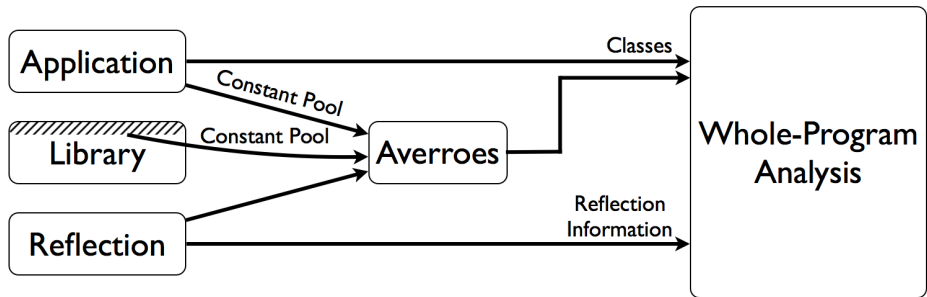 Application
Classes
Constant Pool
Library
Constant Pool
Averroes
Whole-Program
Analysis
Reflection
Reflection
Information